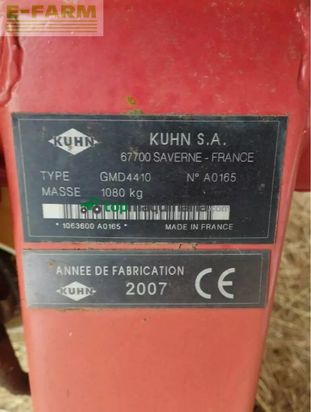 E-FARM
KUHN KUHN S.A.
67700 SAVERNE - FRANCE
TYPE GMD4410 N° A0165
MASSE 1080 kg
* 1063600 A0165 * MADE IN FRANCE
ANNEE DE FABRICATION
KUHN 2007 CE